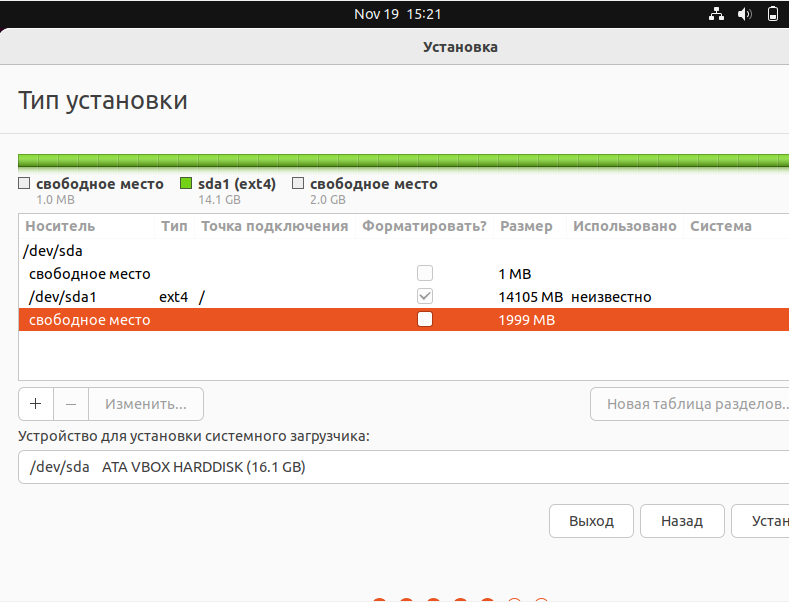 Nov 19 15:21
Установка
Тип установки
свободное место sda1 (ext4) свободное место
1.0 MB 14.1 GB 2.0 GB
Носитель Тип Точка подключения Форматировать? Размер Использовано Система
/dev/sda
свободное место 1 MB
/dev/sda1 ext4 / 14105 MB неизвестно
свободное место 1999 MB
+ − Изменить... Новая таблица разделов..
Устройство для установки системного загрузчика:
/dev/sda ATA VBOX HARDDISK (16.1 GB)
Выход Назад Устан